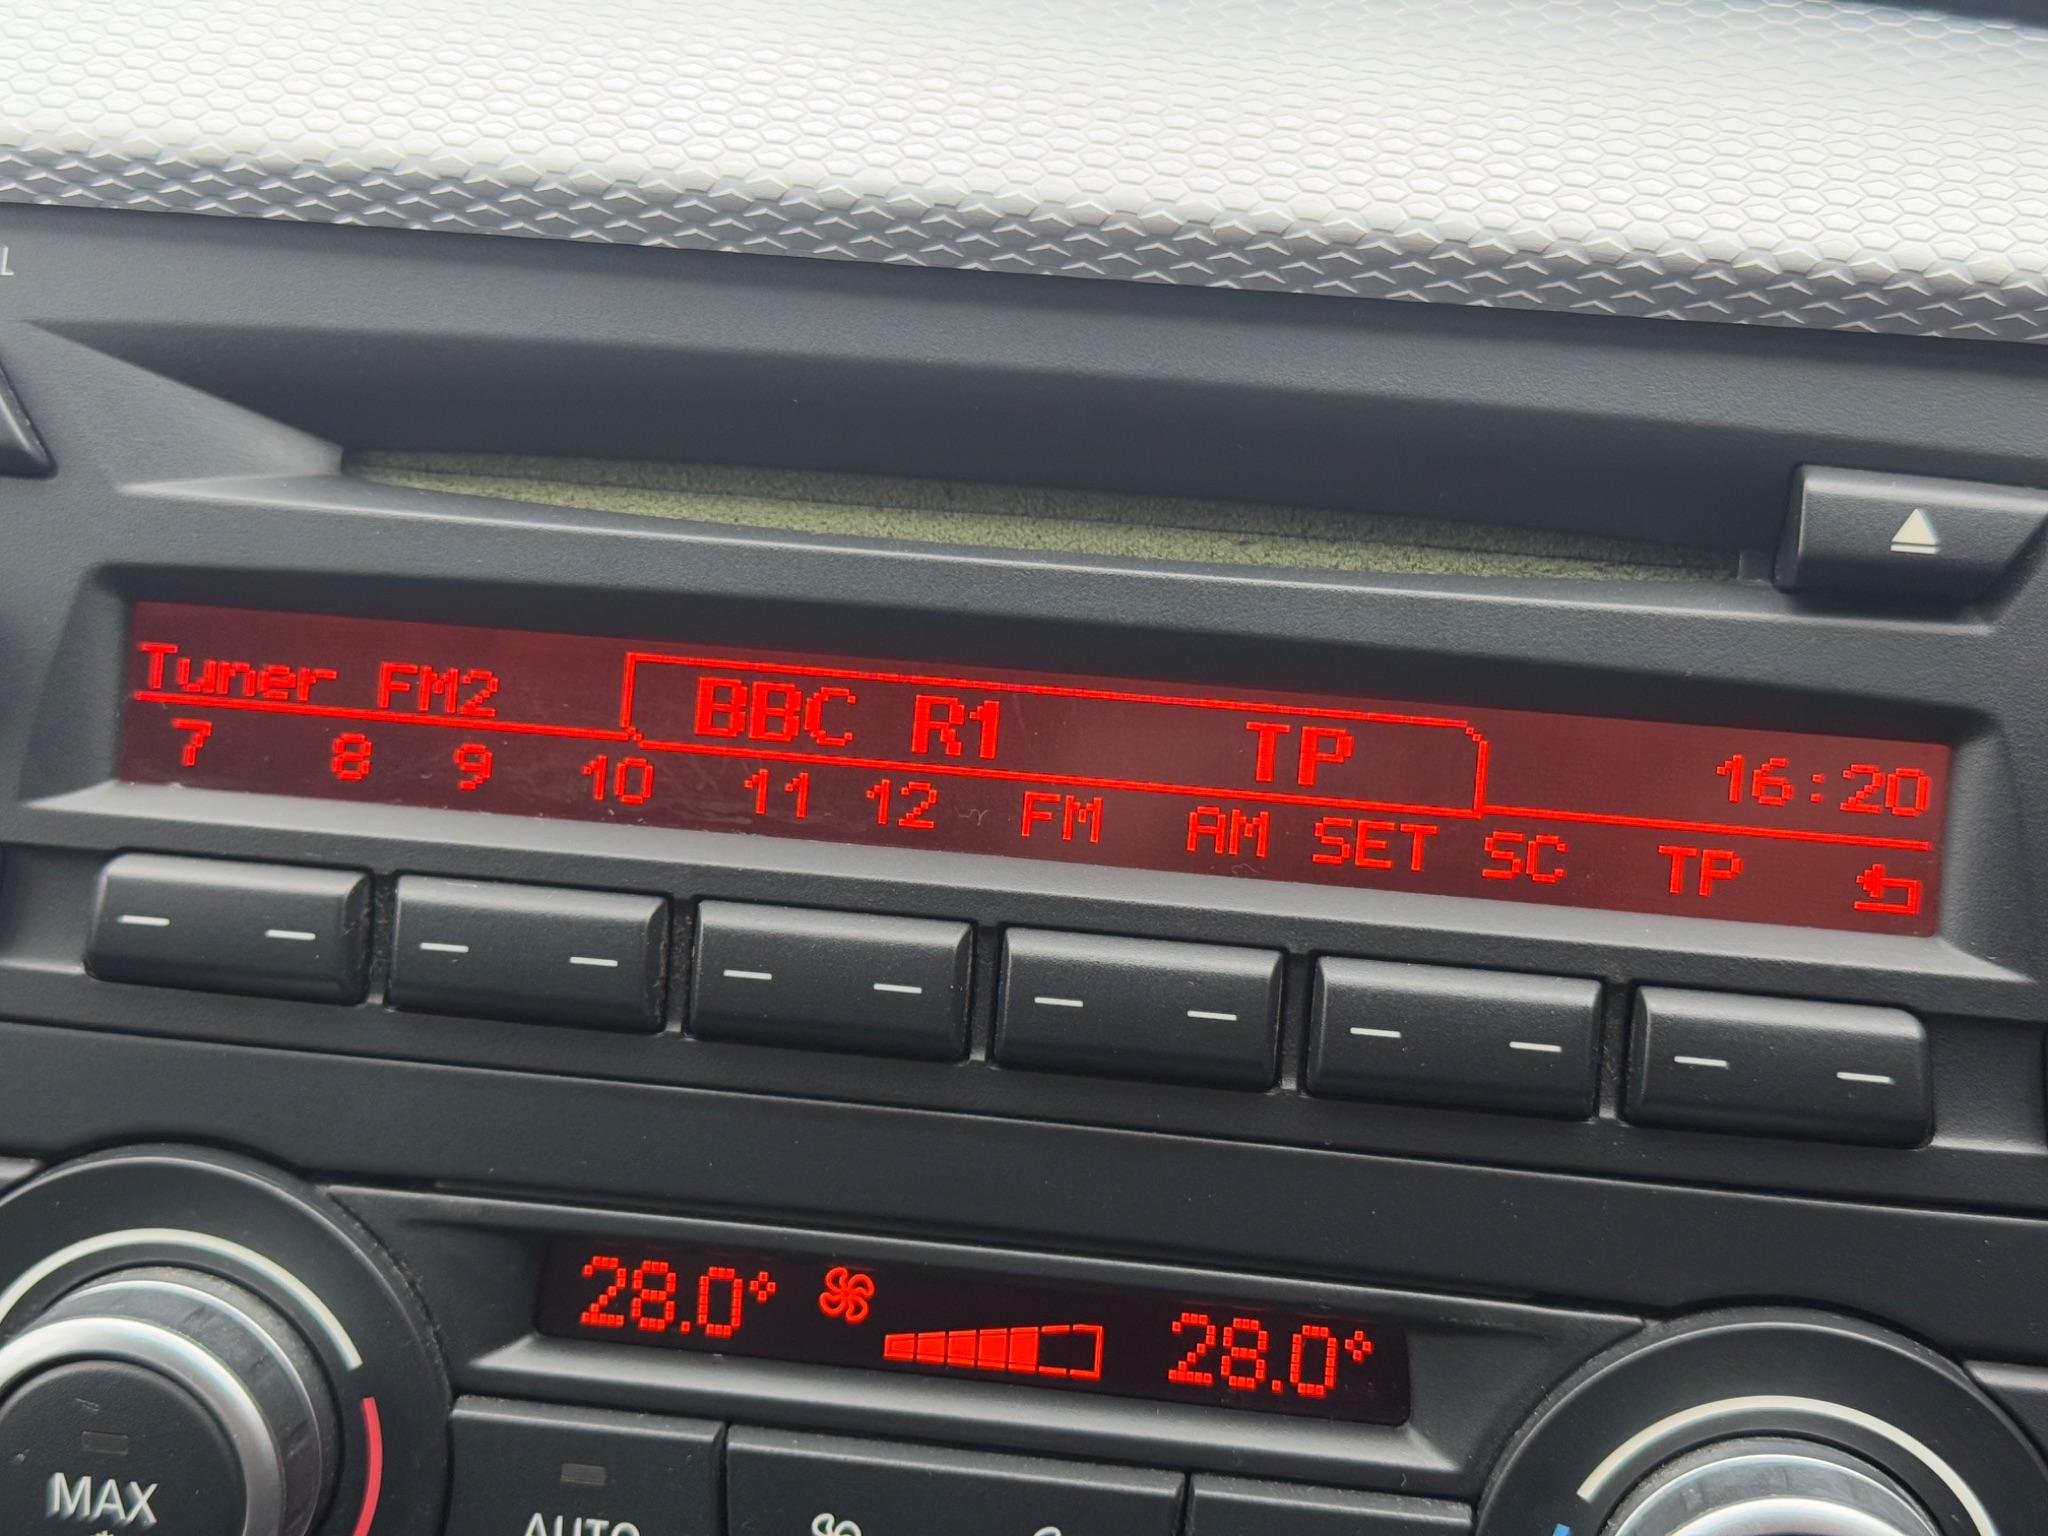 L
Tuner FM2 BBC R1 TP 16:20
7 8 9 10 11 12 FM AM SET SC TP
28.0° 28.0°
MAX AUTO